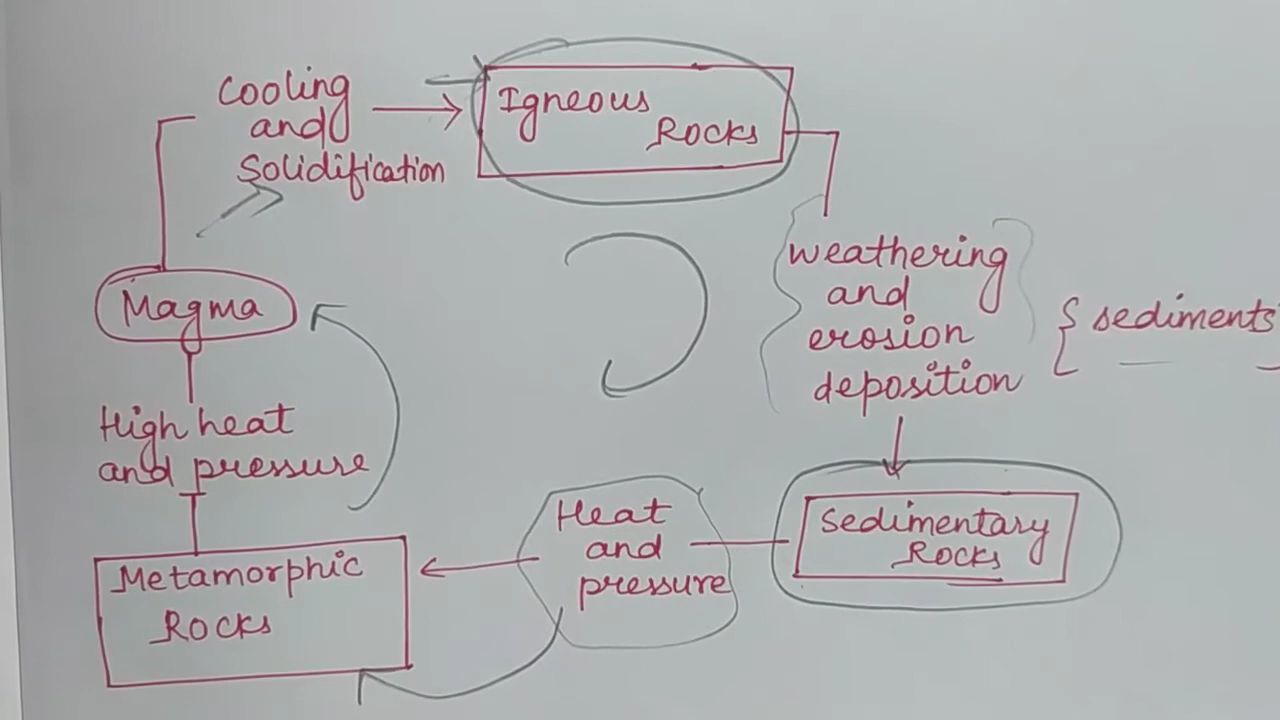 Cooling
and
Solidification
Igneous
Rocks
weathering
and
erosion
deposition
sediments
Magma
High heat
and pressure
Heat
and
pressure
Sedimentary
Rocks
Metamorphic
Rocks